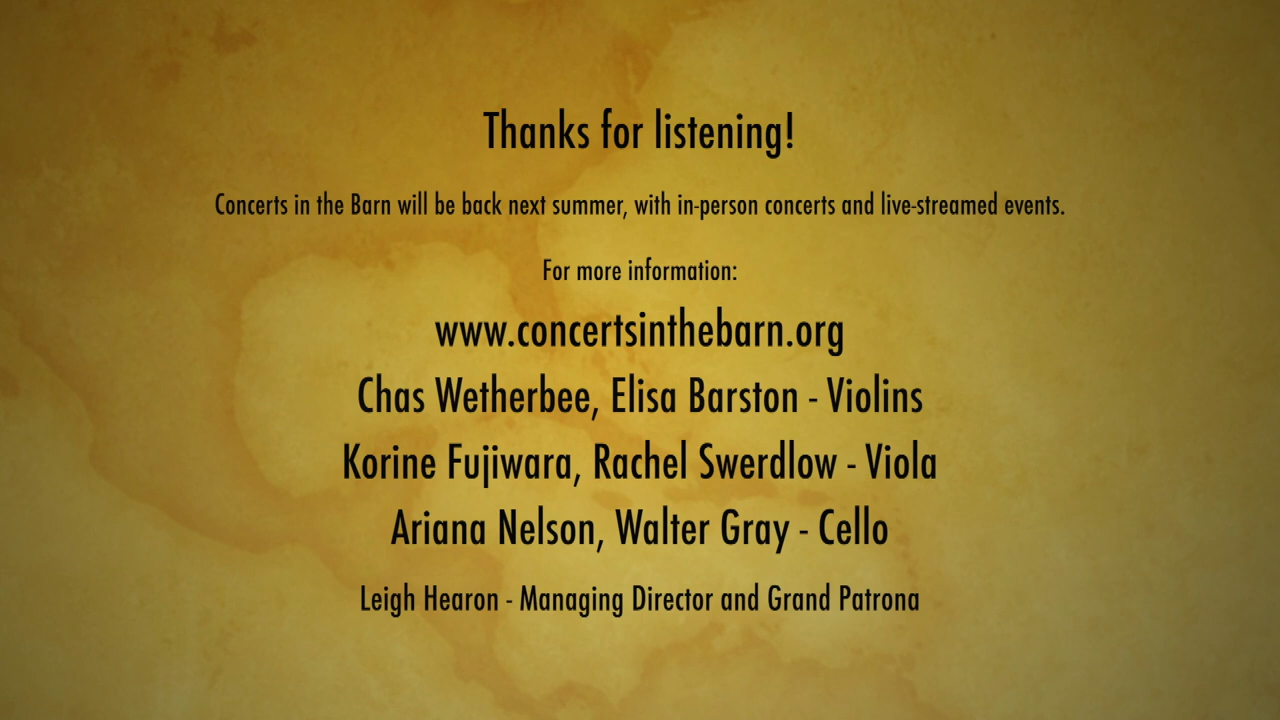 Thanks for listening!
Concerts in the Barn will be back next summer, with in-person concerts and live-streamed events.
For more information:
www.concertsinthebarn.org
Chas Wetherbee, Elisa Barston - Violins
Korine Fujiwara, Rachel Swerdlow - Viola
Ariana Nelson, Walter Gray - Cello
Leigh Hearon - Managing Director and Grand Patrona